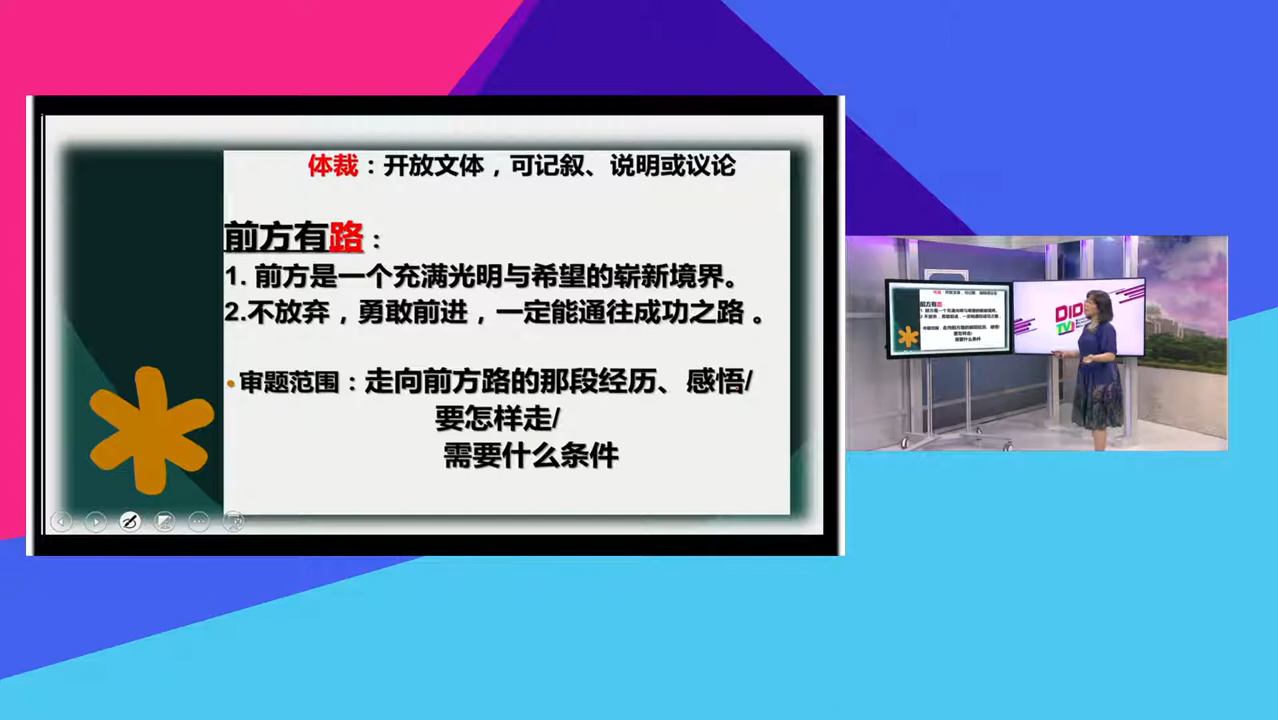 体裁：开放文体，可记叙、说明或议论
前方有路：
1. 前方是一个充满光明与希望的崭新境界。
2.不放弃，勇敢前进，一定能通往成功之路 。
•审题范围：走向前方路的那段经历、感悟/
要怎样走/
需要什么条件
DID
TV